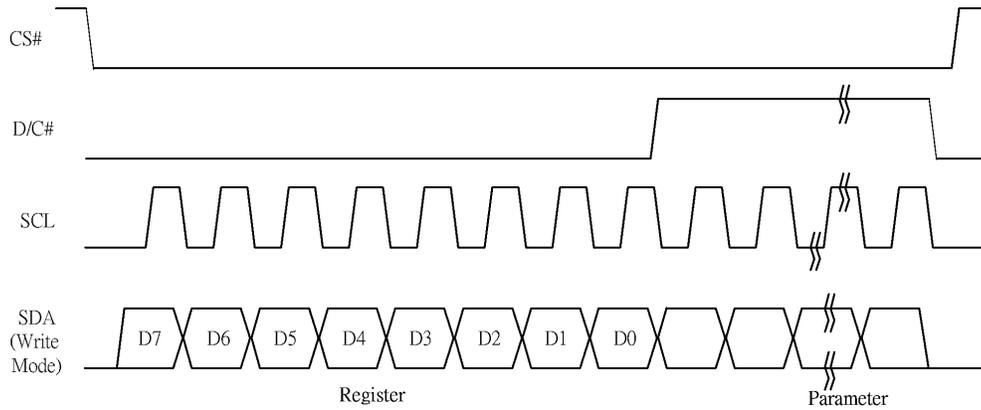 CS#
D/C#
SCL
SDA
(Write
Mode)
D7 D6 D5 D4 D3 D2 D1 D0
Register Parameter